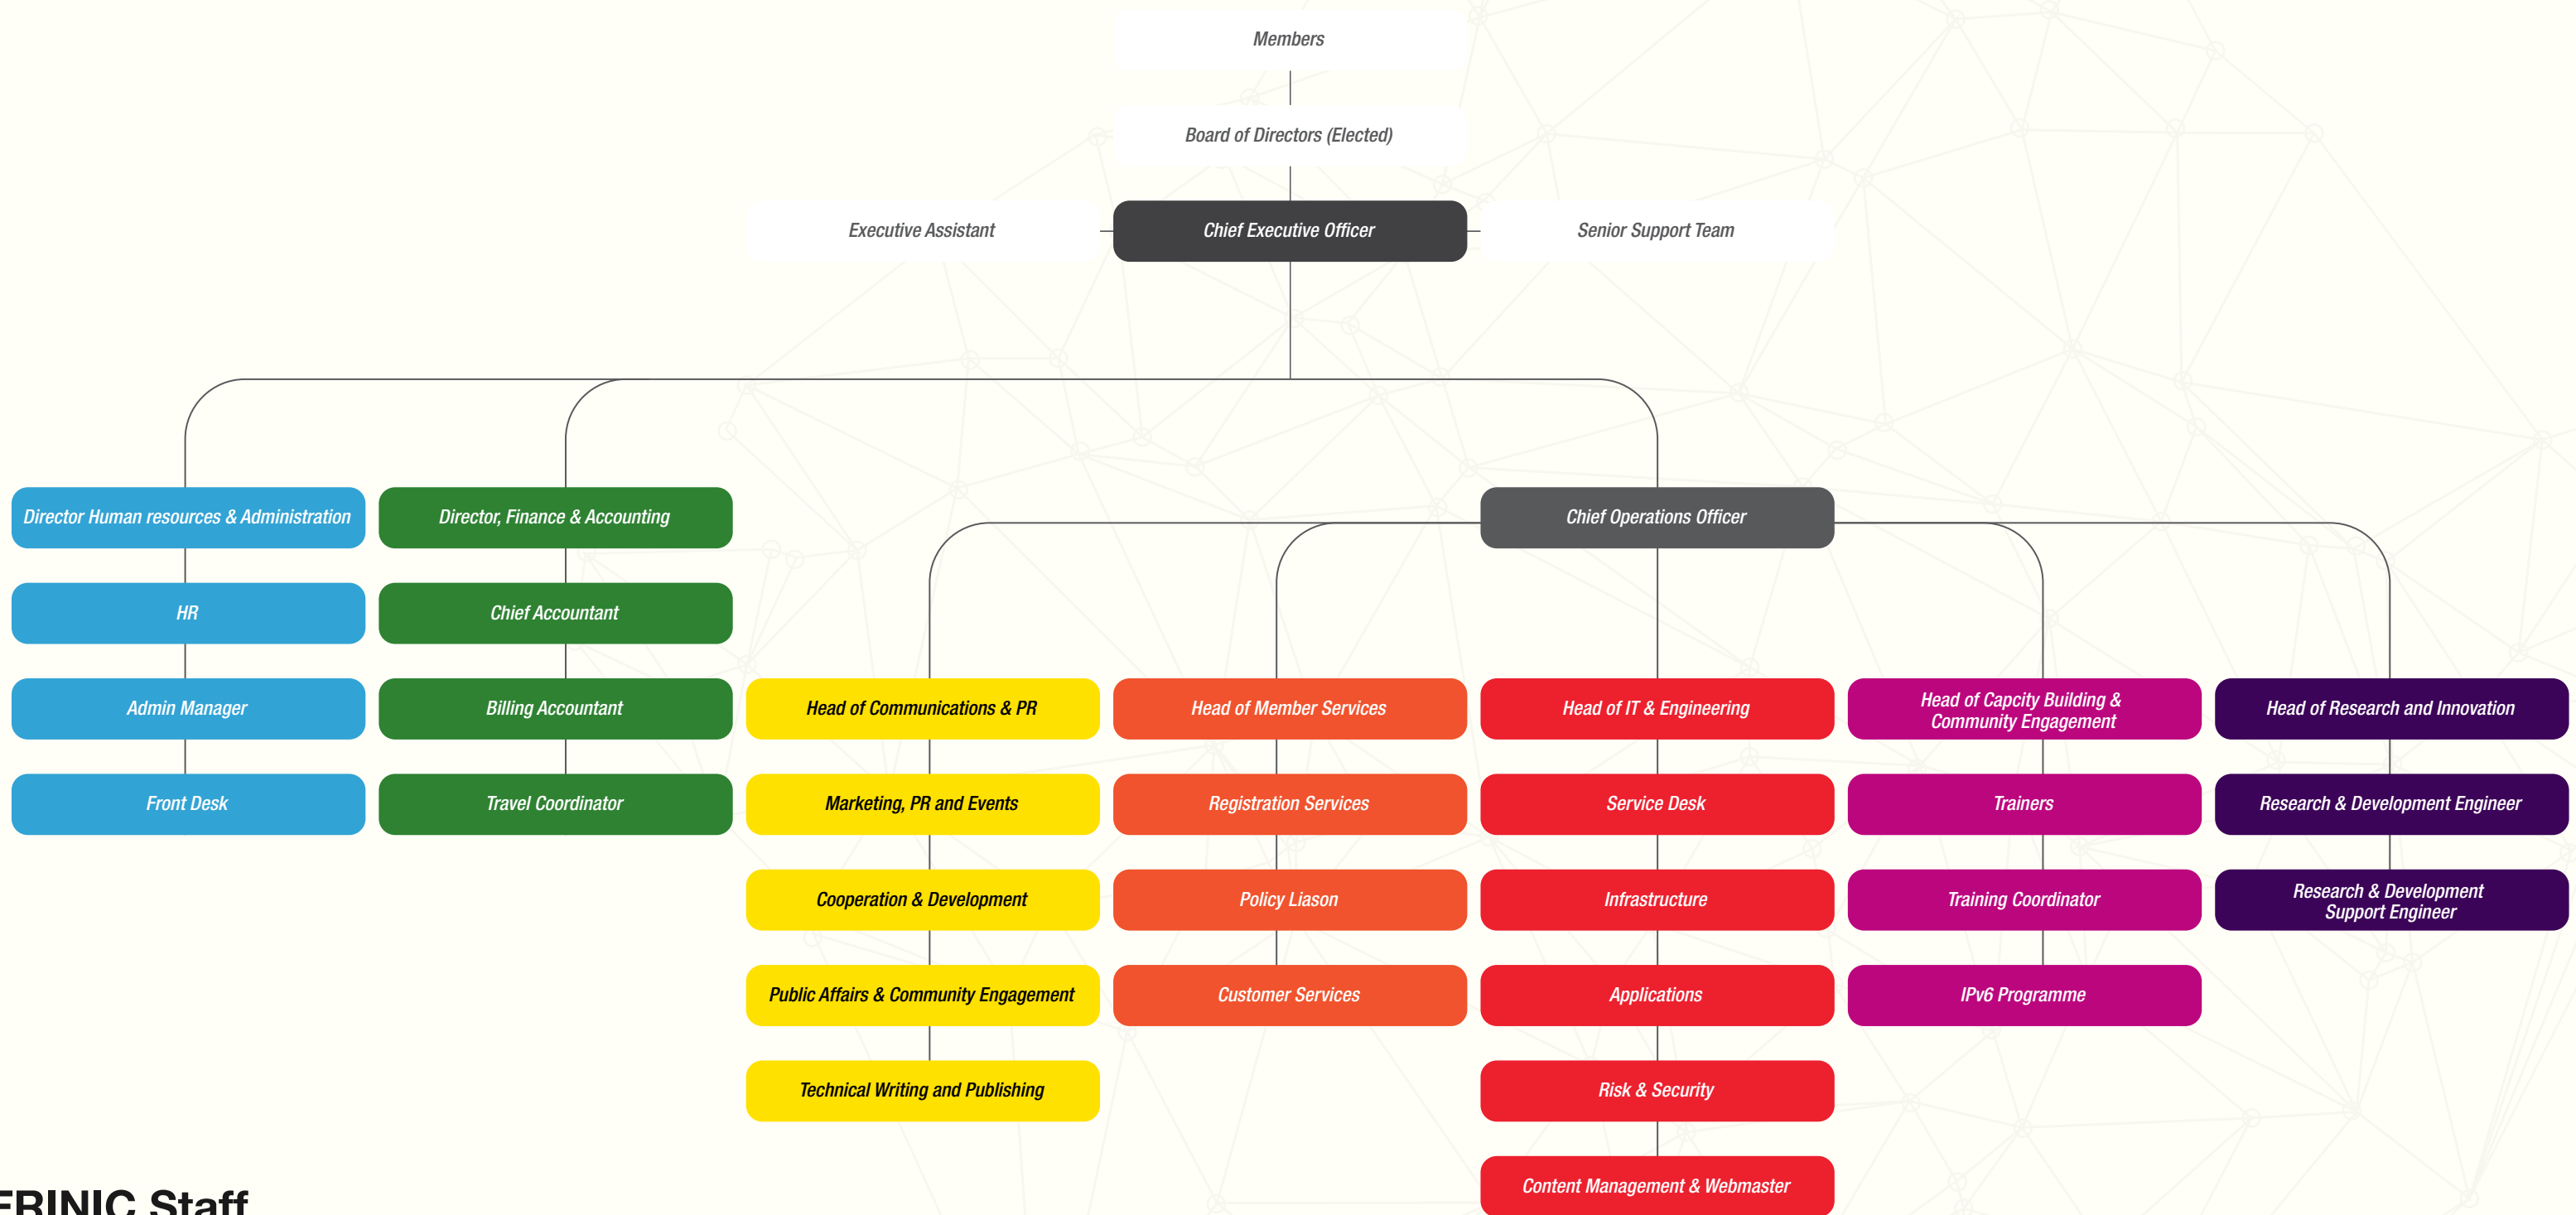 Members
Board of Directors (Elected)
Executive Assistant
Chief Executive Officer
Senior Support Team
Director Human resources & Administration
Director, Finance & Accounting
Chief Operations Officer
HR
Chief Accountant
Admin Manager
Billing Accountant
Head of Communications & PR
Head of Member Services
Head of IT & Engineering
Head of Capcity Building &
Community Engagement
Head of Research and Innovation
Front Desk
Travel Coordinator
Marketing, PR and Events
Registration Services
Service Desk
Trainers
Research & Development Engineer
Cooperation & Development
Policy Liason
Infrastructure
Training Coordinator
Research & Development
Support Engineer
Public Affairs & Community Engagement
Customer Services
Applications
IPv6 Programme
Technical Writing and Publishing
Risk & Security
Content Management & Webmaster
FRINIC Staff